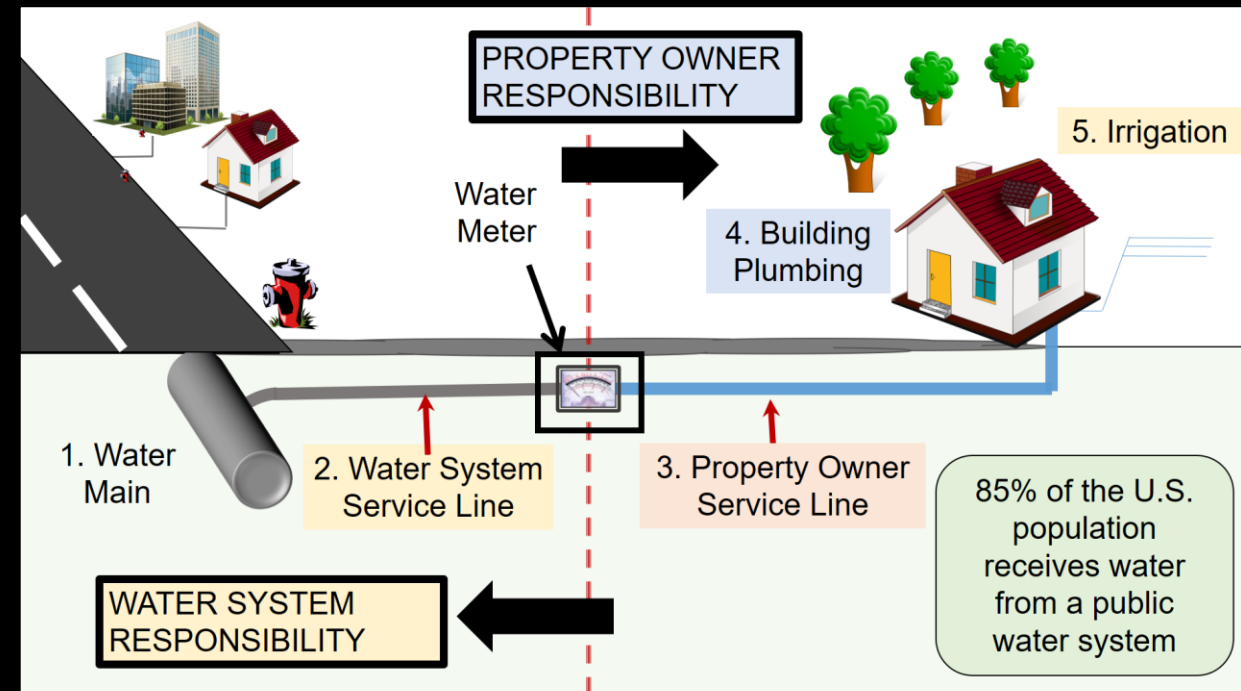 PROPERTY OWNER
RESPONSIBILITY
5. Irrigation
Water
Meter
4. Building
Plumbing
1. Water
Main
2. Water System
Service Line
3. Property Owner
Service Line
85% of the U.S.
population
receives water
from a public
water system
WATER SYSTEM
RESPONSIBILITY